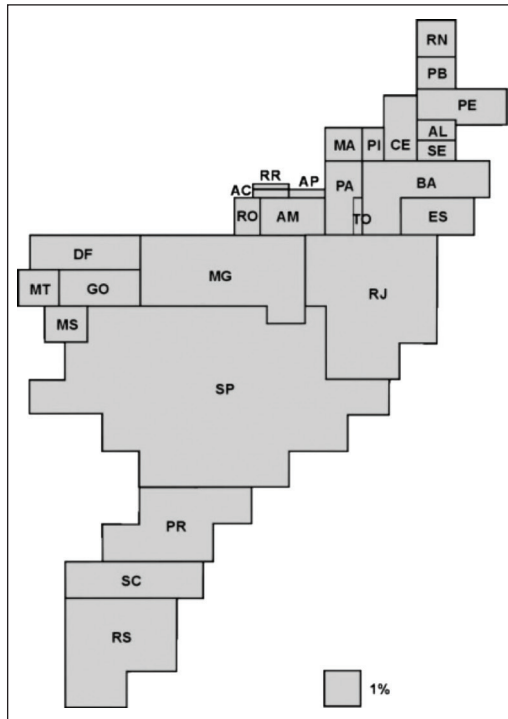 RN
PB
PE
AL
MA PI CE SE
RR
AC AP PA BA
RO AM TO ES
DF
MG
MT GO RJ
MS
SP
PR
SC
RS
1%